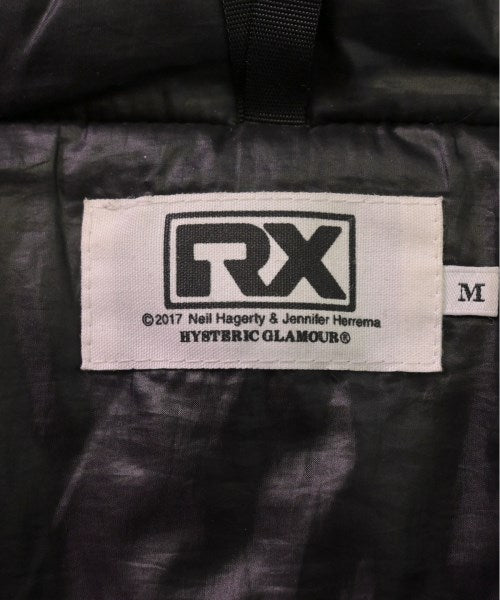 RX
©2017 Neil Hagerty & Jennifer Herrema
HYSTERIC GLAMOUR®
M